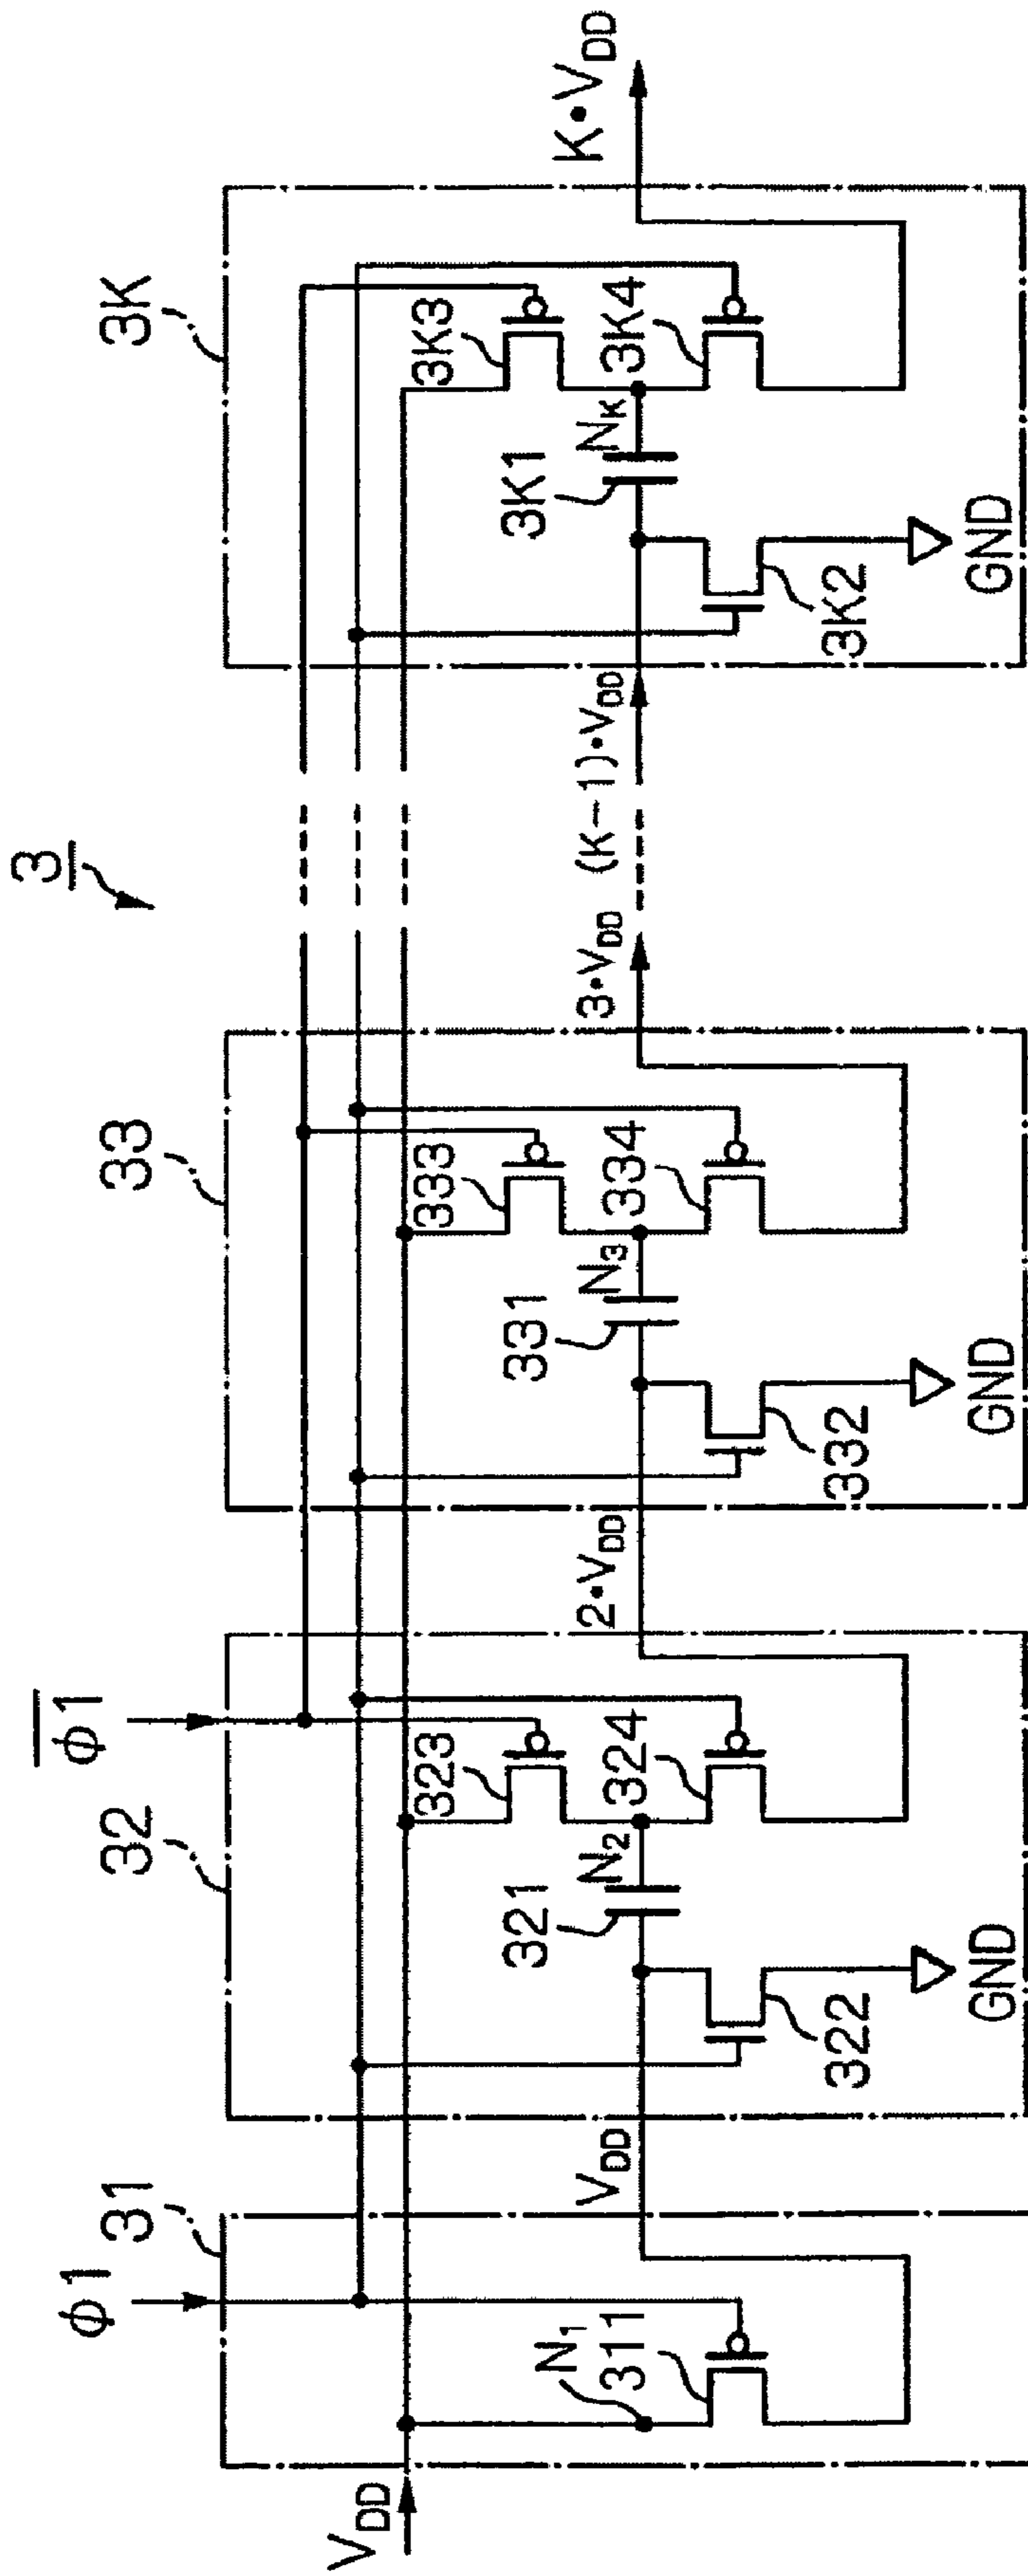 3
31
32
33
3K
φ1
φ1̅
VDD
N1
311
VDD
323
324
321
N2
322
GND
2•VDD
333
334
331
N3
332
GND
3•VDD
(K−1)•VDD
3K3
3K4
3K1
NK
3K2
GND
K•VDD